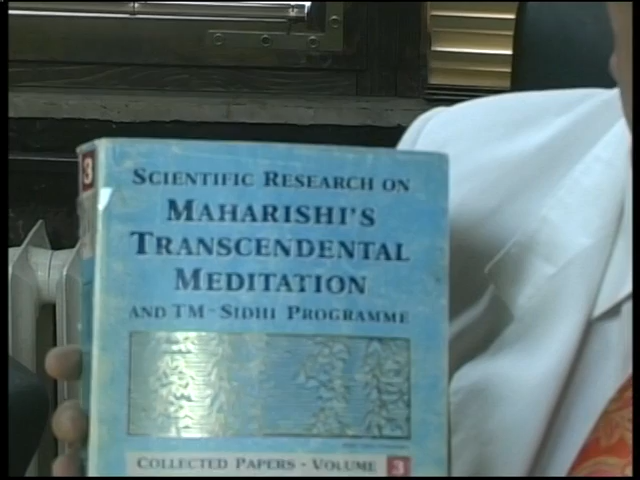 3
SCIENTIFIC RESEARCH ON
MAHARISHI'S
TRANSCENDENTAL
MEDITATION
AND TM-SIDHI PROGRAMME
COLLECTED PAPERS - VOLUME 3